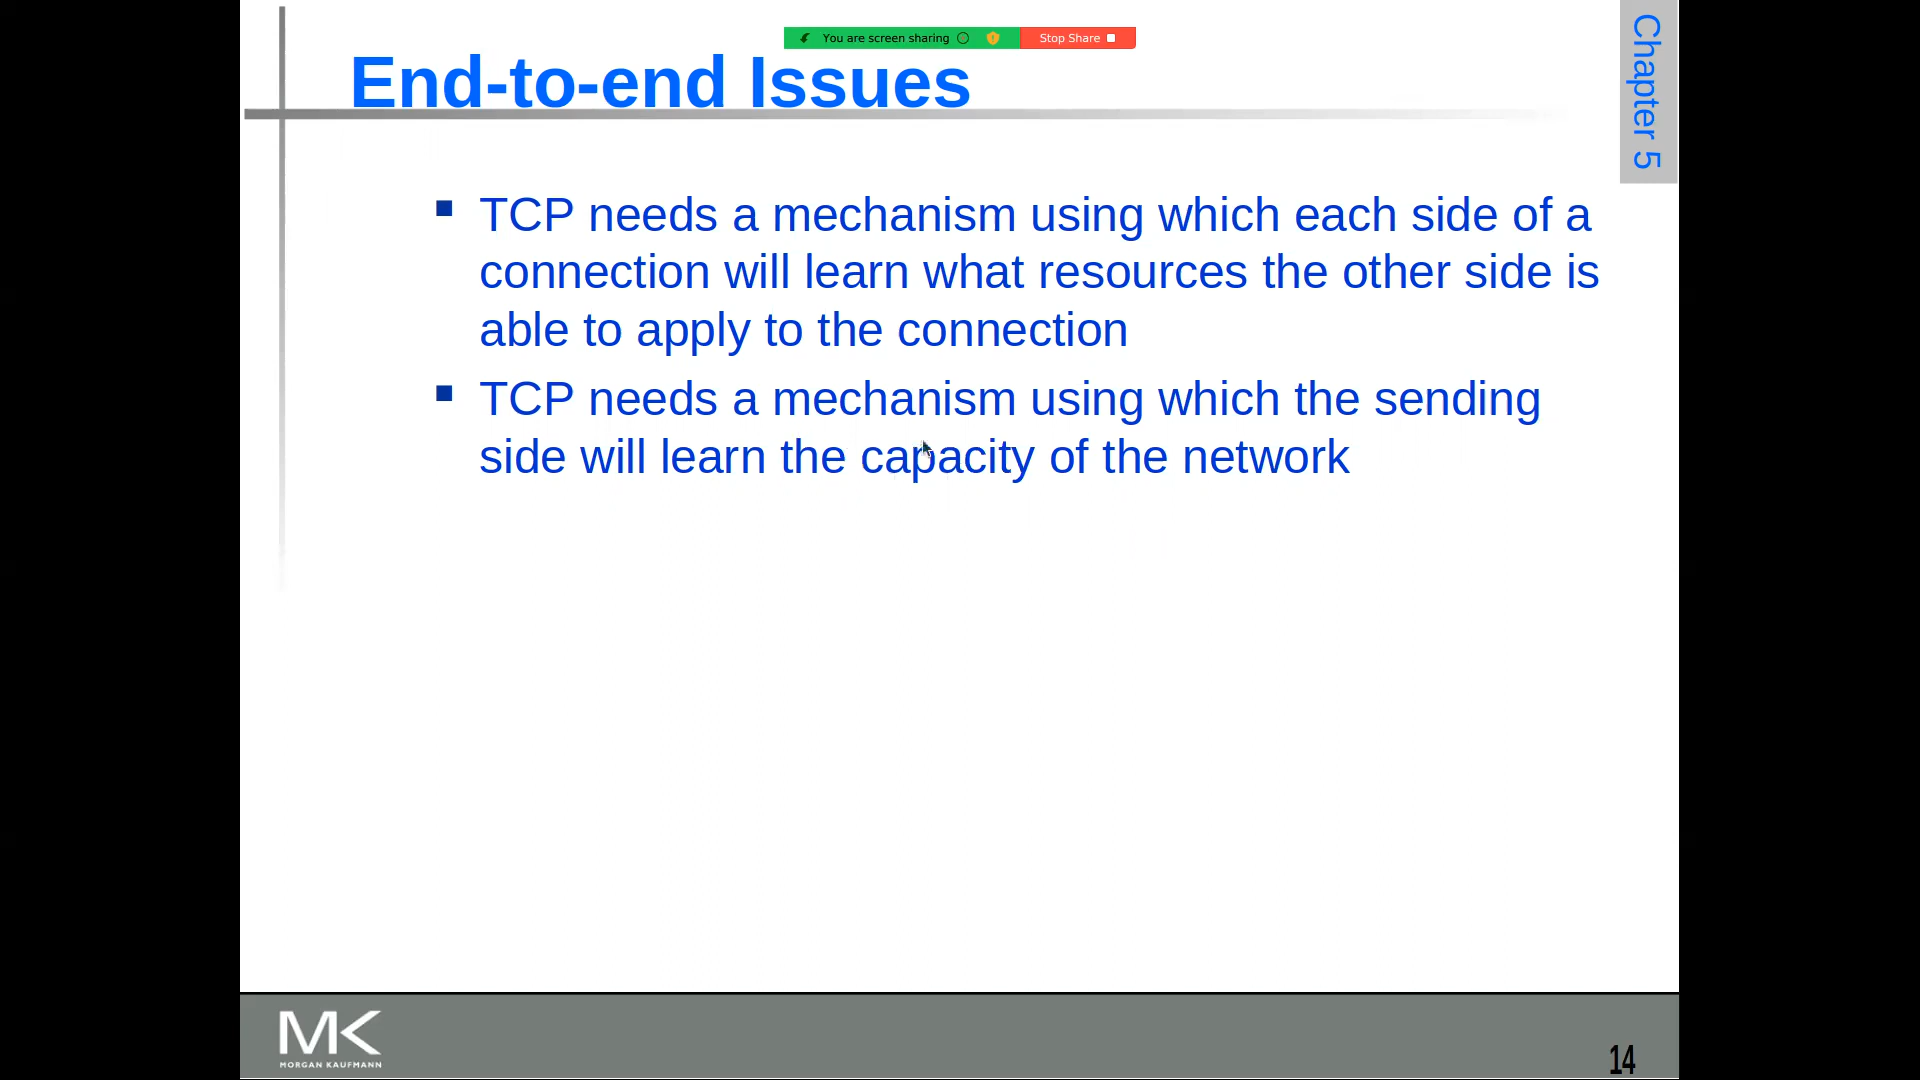 You are screen sharing
Stop Share
End-to-end Issues
Chapter 5
TCP needs a mechanism using which each side of a
connection will learn what resources the other side is
able to apply to the connection
TCP needs a mechanism using which the sending
side will learn the capacity of the network
MK
MORGAN KAUFMANN
14